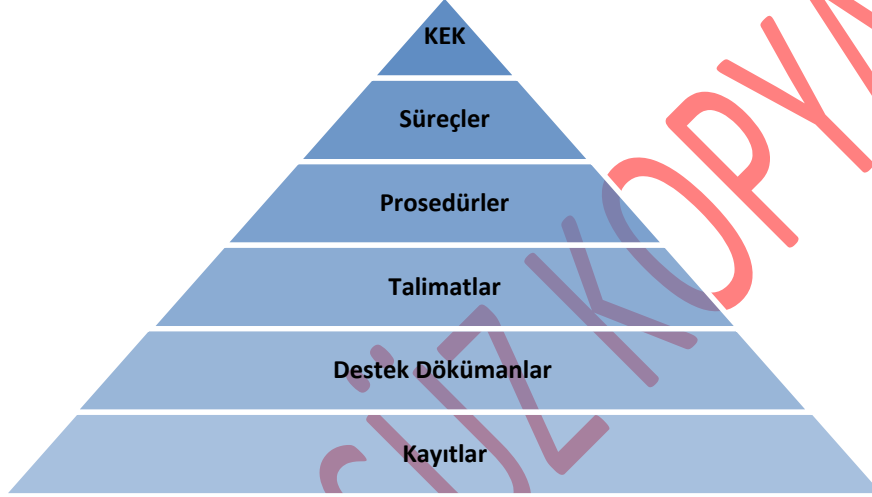 KEK
Süreçler
Prosedürler
Talimatlar
Destek Dökümanlar
Kayıtlar